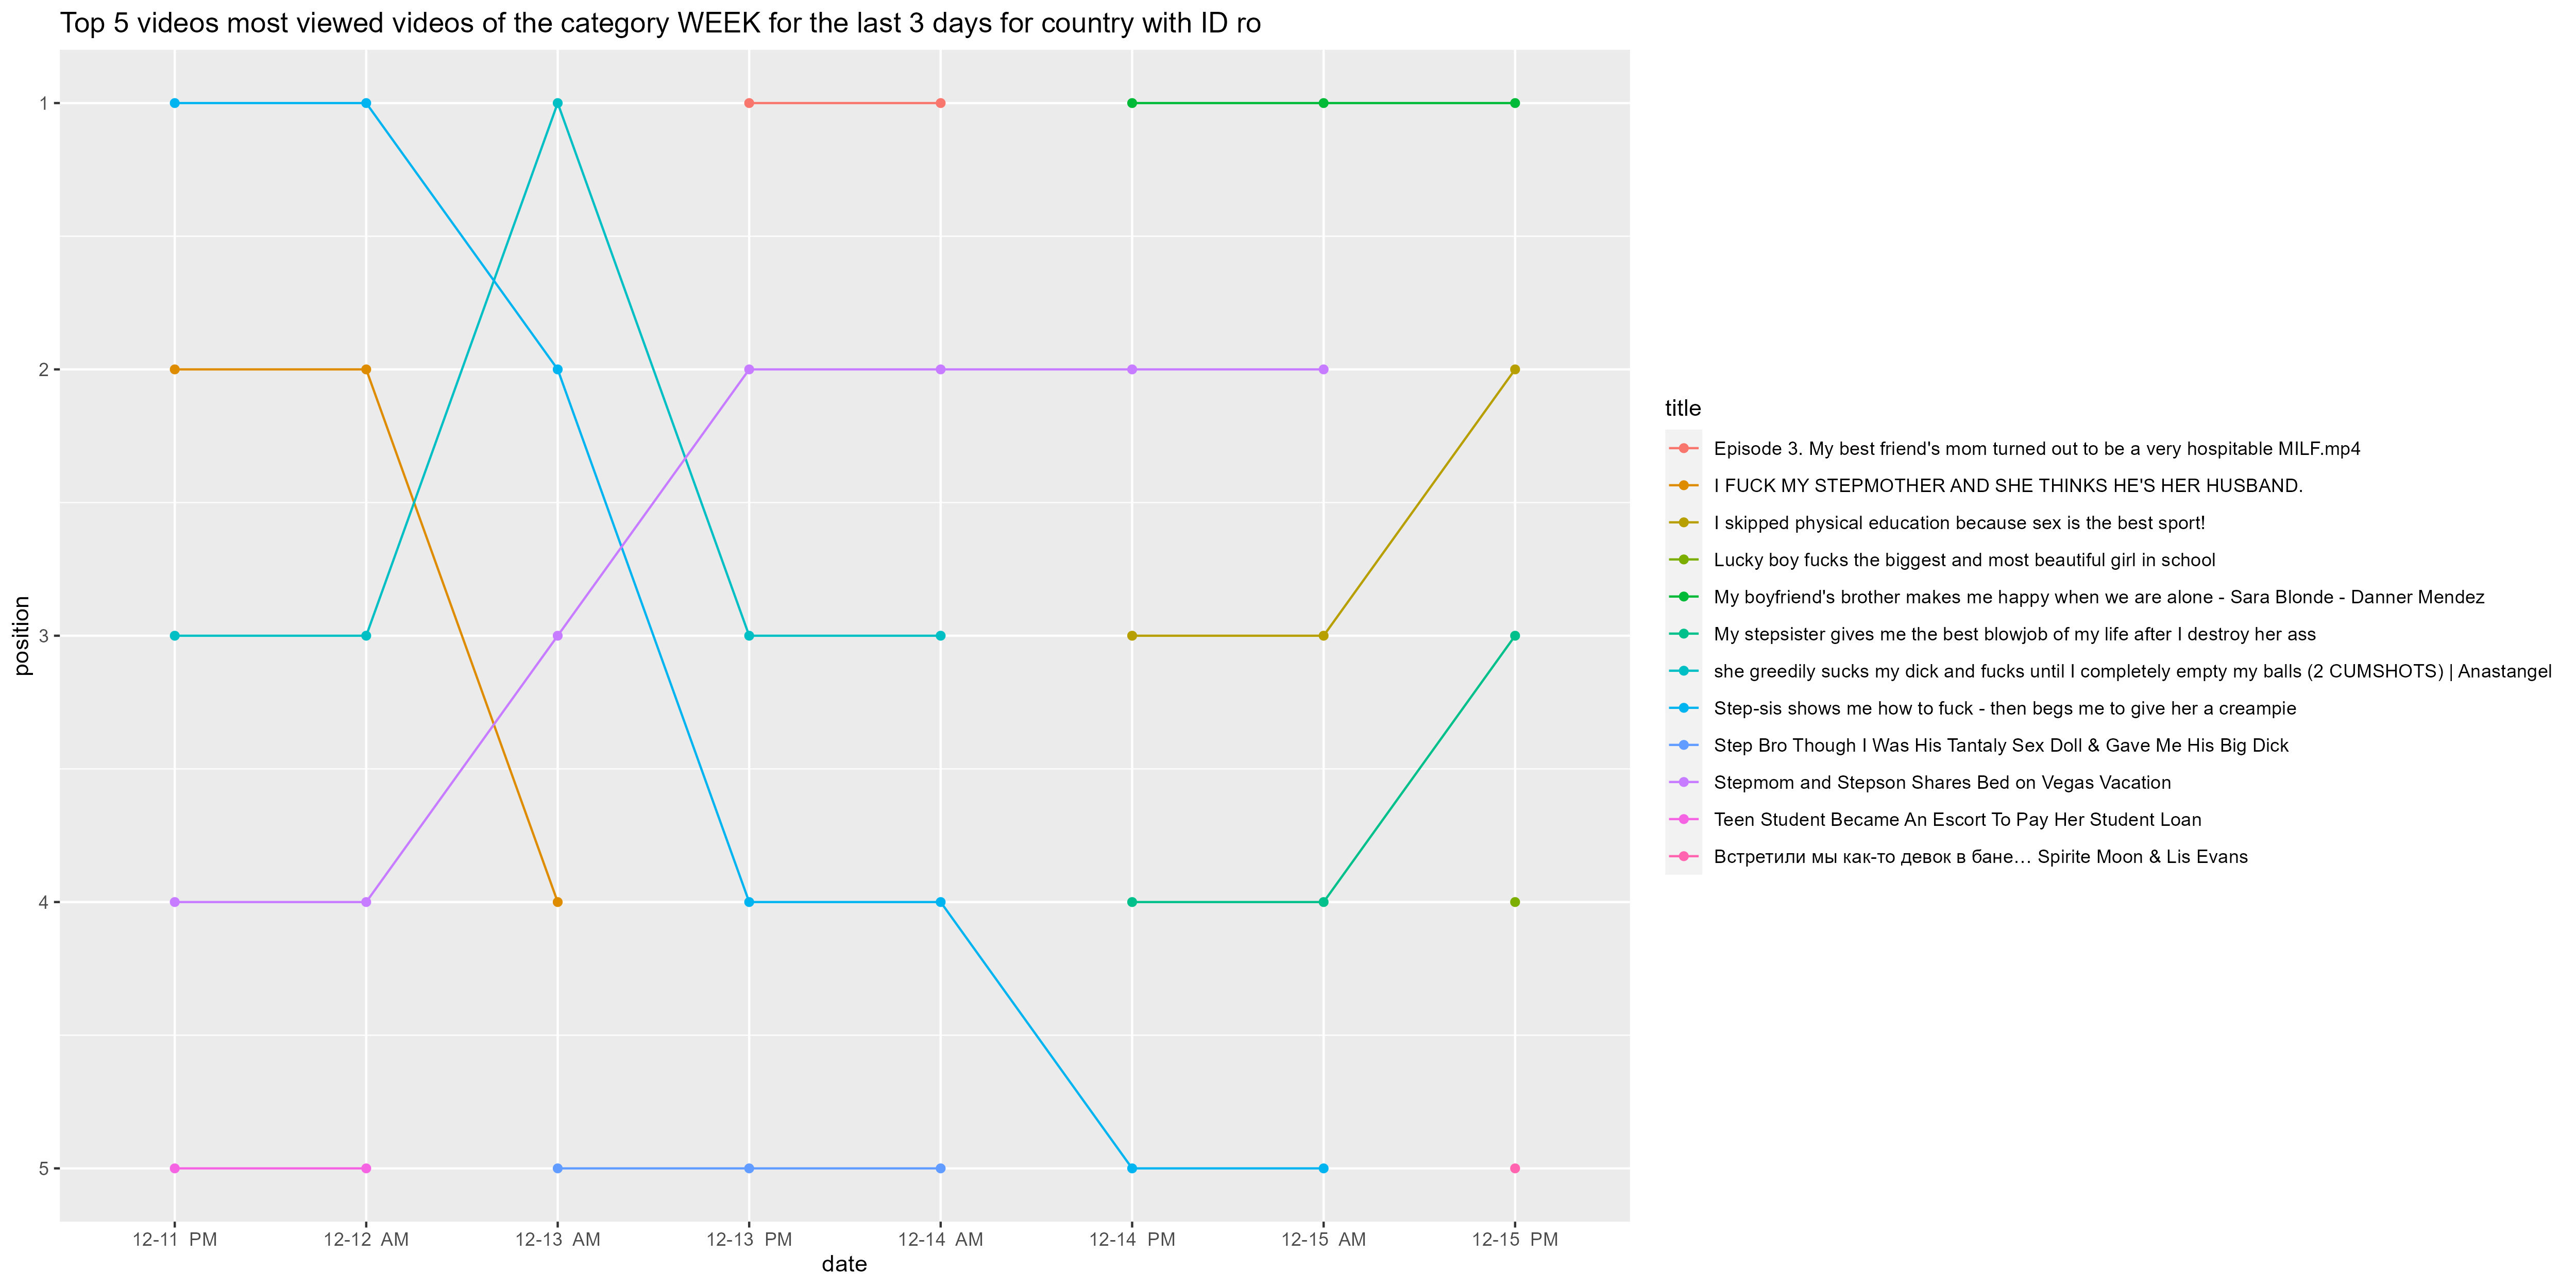 Top 5 videos most viewed videos of the category WEEK for the last 3 days for country with ID ro
position
1
2
3
4
5
12-11 PM
12-12 AM
12-13 AM
12-13 PM
12-14 AM
12-14 PM
12-15 AM
12-15 PM
date
title
Episode 3. My best friend's mom turned out to be a very hospitable MILF.mp4
I FUCK MY STEPMOTHER AND SHE THINKS HE'S HER HUSBAND.
I skipped physical education because sex is the best sport!
Lucky boy fucks the biggest and most beautiful girl in school
My boyfriend's brother makes me happy when we are alone - Sara Blonde - Danner Mendez
My stepsister gives me the best blowjob of my life after I destroy her ass
she greedily sucks my dick and fucks until I completely empty my balls (2 CUMSHOTS) | Anastangel
Step-sis shows me how to fuck - then begs me to give her a creampie
Step Bro Though I Was His Tantaly Sex Doll & Gave Me His Big Dick
Stepmom and Stepson Shares Bed on Vegas Vacation
Teen Student Became An Escort To Pay Her Student Loan
Встретили мы как-то девок в бане… Spirite Moon & Lis Evans